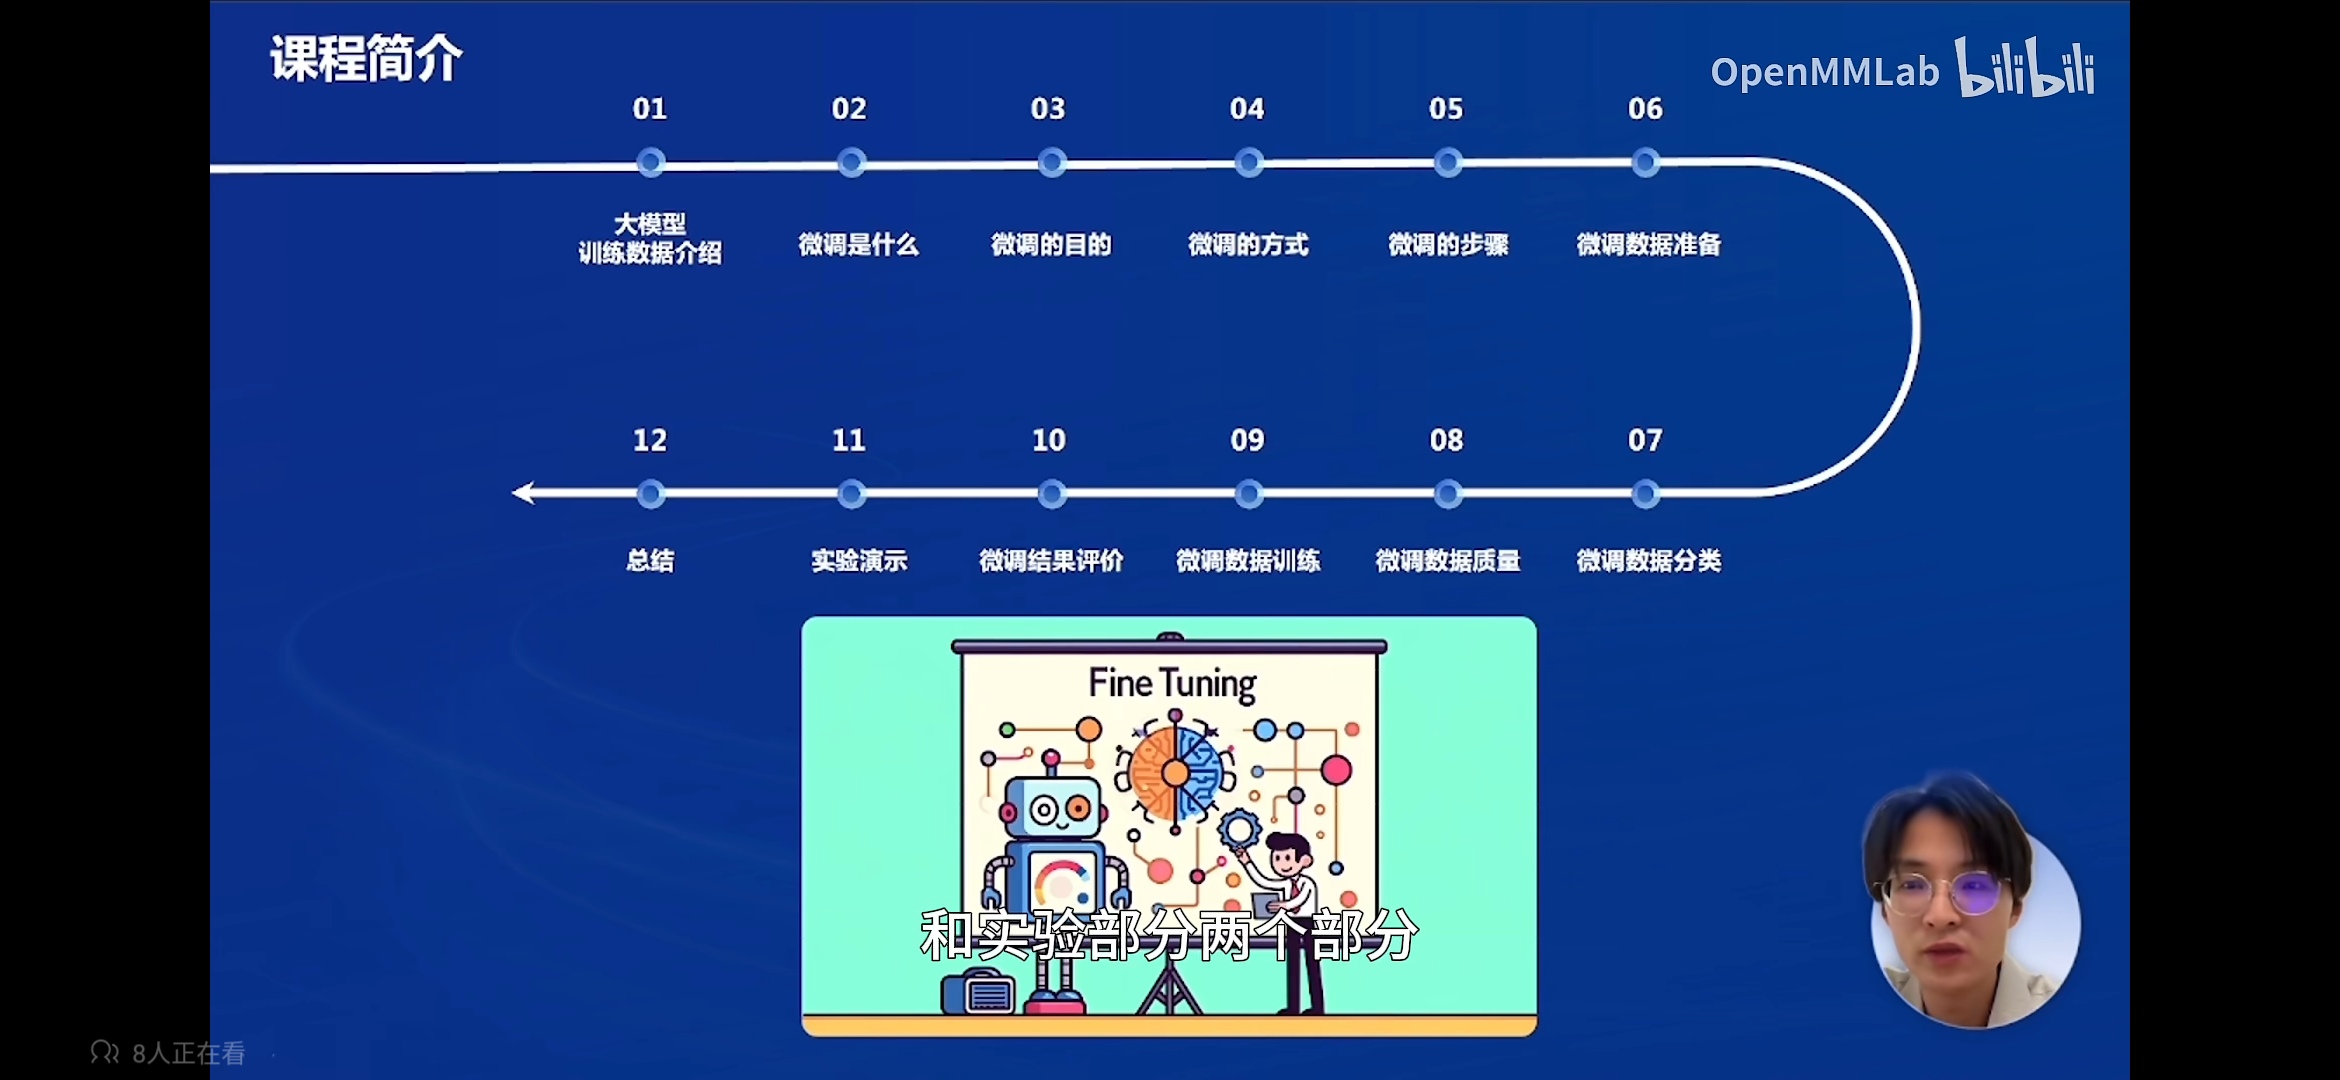 课程简介
OpenMMLab bilibili
01
02
03
04
05
06
大模型
训练数据介绍
微调是什么
微调的目的
微调的方式
微调的步骤
微调数据准备
12
11
10
09
08
07
总结
实验演示
微调结果评价
微调数据训练
微调数据质量
微调数据分类
Fine Tuning
和实验部分两个部分
8人正在看